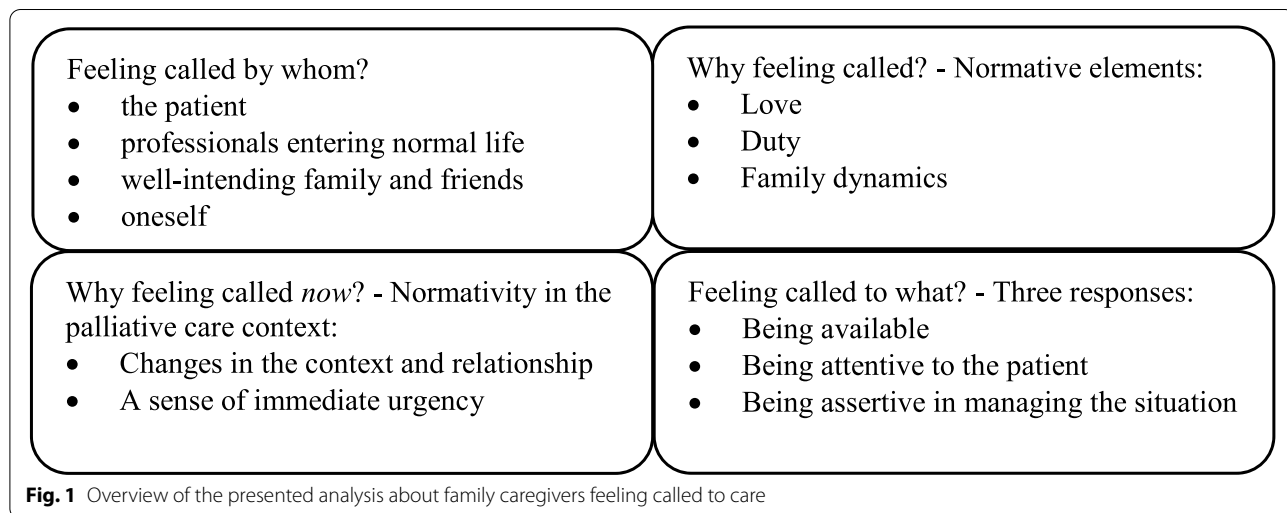 Feeling called by whom?
• the patient
• professionals entering normal life
• well-intending family and friends
• oneself
Why feeling called? - Normative elements:
• Love
• Duty
• Family dynamics
Why feeling called now? - Normativity in the
palliative care context:
• Changes in the context and relationship
• A sense of immediate urgency
Feeling called to what? - Three responses:
• Being available
• Being attentive to the patient
• Being assertive in managing the situation
Fig. 1 Overview of the presented analysis about family caregivers feeling called to care